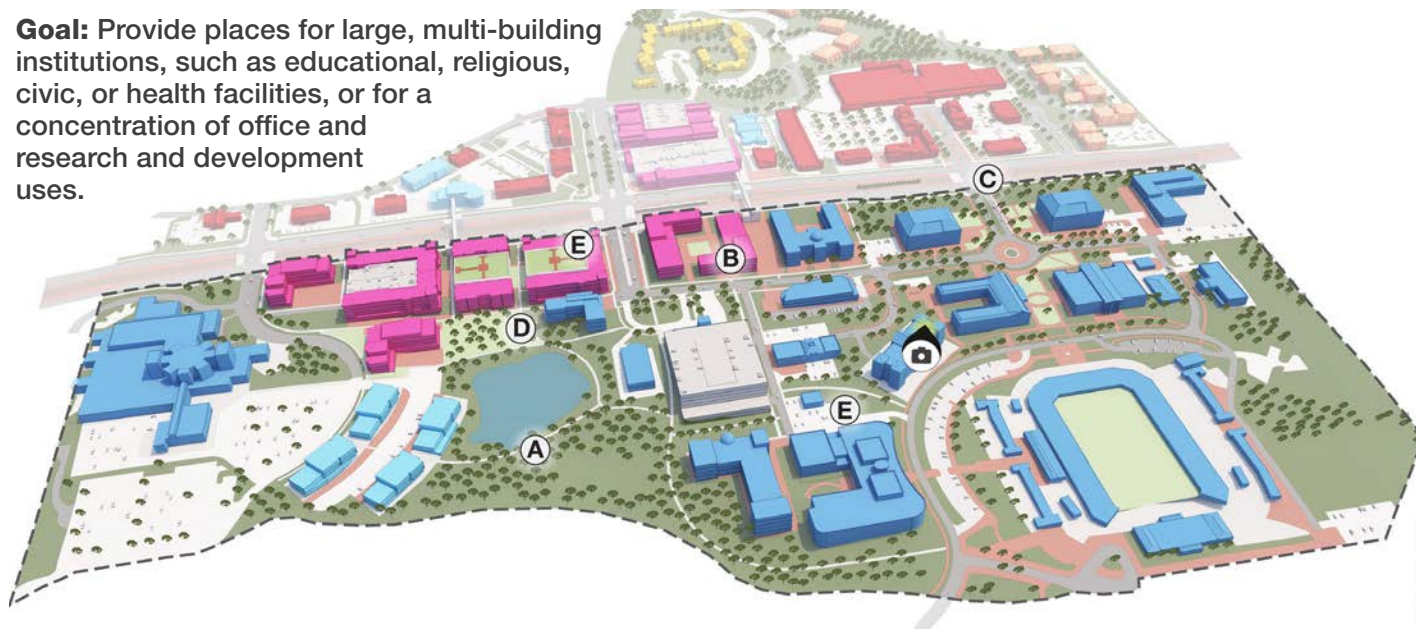 Goal: Provide places for large, multi-building
institutions, such as educational, religious,
civic, or health facilities, or for a
concentration of office and
research and development
uses.
C
E
B
D
E
A